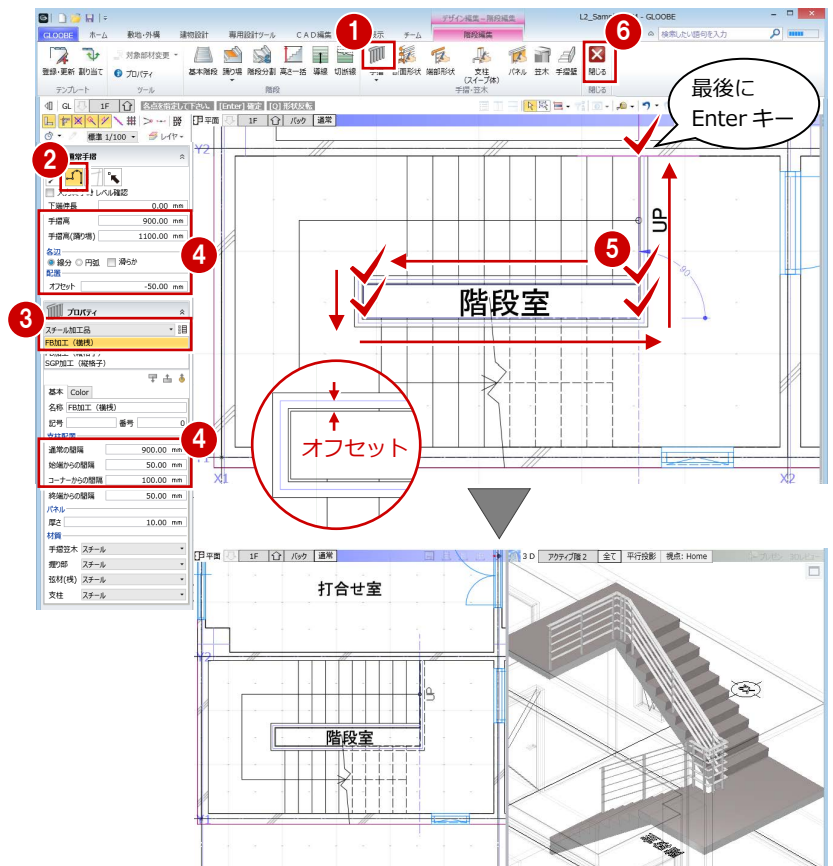 デザイン編集 - 階段編集
L2_Sam
- GLOOBE
GLOOBE ホーム 敷地・外構 建物設計 専用設計ツール CAD編集 表示 チーム 階段編集
検索したい語句を入力
登録・更新 割り当て
対象部材変更
プロパティ
基本階段 踊り場 階段分割 高さ一括 導線 切断線
手摺 断面形状 端部形状 支柱 (スイープ体) パネル 笠木 手摺壁 閉じる
テンプレート ツール 階段 手摺・笠木 閉じる
1
6
最後に
Enter キー
GL 1F 各点を指定して下さい。 [Enter] 確定 [Q] 形状反転
平面 1F バック 通常
標準 1/100 レイヤ
2
通常手摺
レベル確認
下端伸長 0.00 mm
手摺高 900.00 mm
手摺高(踊り場) 1100.00 mm
各辺
線分 円弧 滑らか
配置
オフセット -50.00 mm
4
3
プロパティ
スチール加工品
FB加工(横桟)
SGP加工(縦格子)
基本 Color
名称 FB加工(横桟)
記号 番号 0
支柱配置
4
通常の間隔 900.00 mm
始端からの間隔 50.00 mm
コーナーからの間隔 100.00 mm
終端からの間隔 50.00 mm
パネル
厚さ 10.00 mm
材質
手摺笠木 スチール
握り部 スチール
弦材(桟) スチール
支柱 スチール
Y2
UP
5
90
階段室
オフセット
Y1
X1
X2
平面 1F バック 通常
3D アクティブ階2 全て 平行投影 視点: Home
打合せ室
Y2
UP
階段室
Y1
階段室